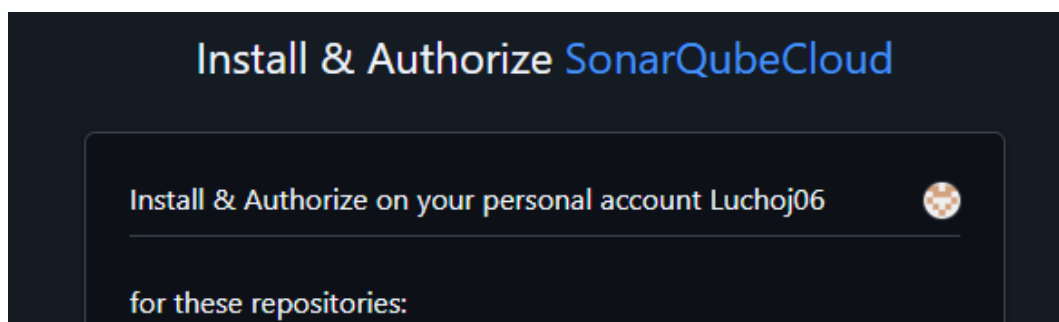 Install & Authorize SonarQubeCloud
Install & Authorize on your personal account Luchoj06
for these repositories: